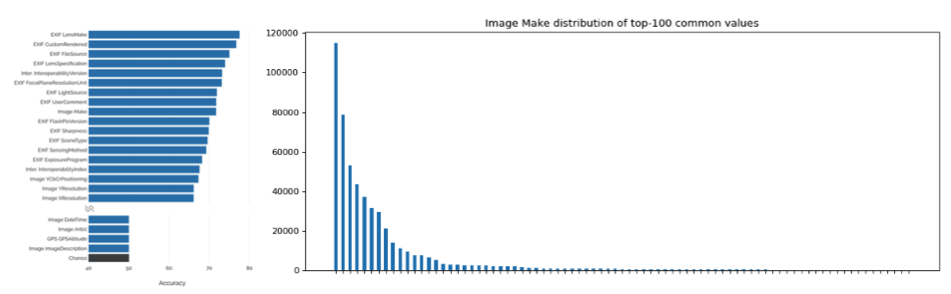 EXIF LensMake
EXIF CustomRendered
EXIF FileSource
EXIF LensSpecification
Inter. InteroperabilityVersion
EXIF FocalPlaneResolutionUnit
EXIF LightSource
EXIF UserComment
Image Make
EXIF FlashPixVersion
EXIF Sharpness
EXIF SceneType
EXIF SensingMethod
EXIF ExposureProgram
Inter. InteroperabilityIndex
Image YCbCrPositioning
Image YResolution
Image XResolution
Image DateTime
Image Artist
GPS GPSAltitude
Image ImageDescription
Chance
40 50 60 70 80
Accuracy
Image Make distribution of top-100 common values
120000
100000
80000
60000
40000
20000
0